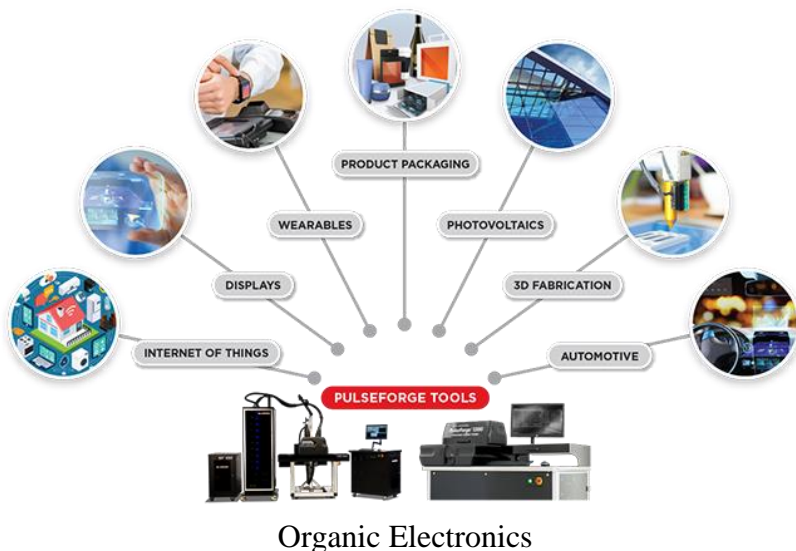 PRODUCT PACKAGING
WEARABLES
PHOTOVOLTAICS
DISPLAYS
3D FABRICATION
INTERNET OF THINGS
AUTOMOTIVE
PULSEFORGE TOOLS
Organic Electronics